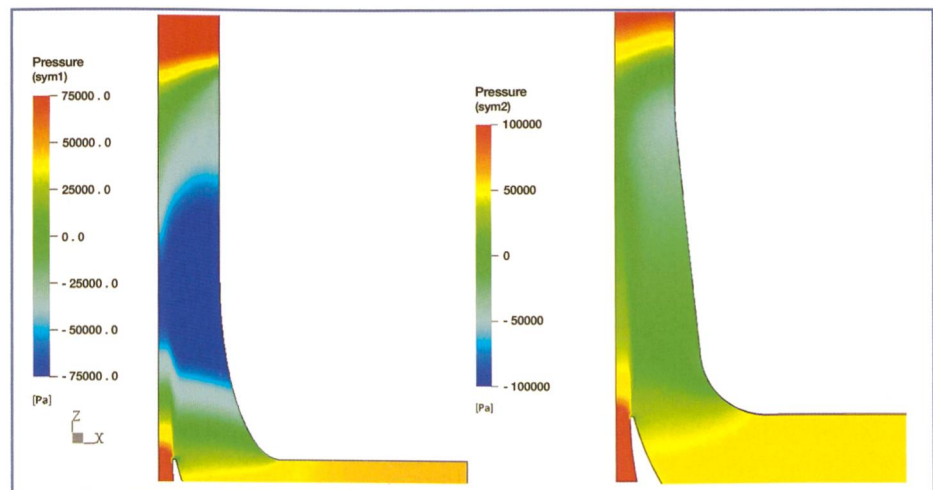 Pressure
(sym1)
75000.0
50000.0
25000.0
0.0
-25000.0
-50000.0
-75000.0
[Pa]
Z
X
Pressure
(sym2)
100000
50000
0
-50000
-100000
[Pa]